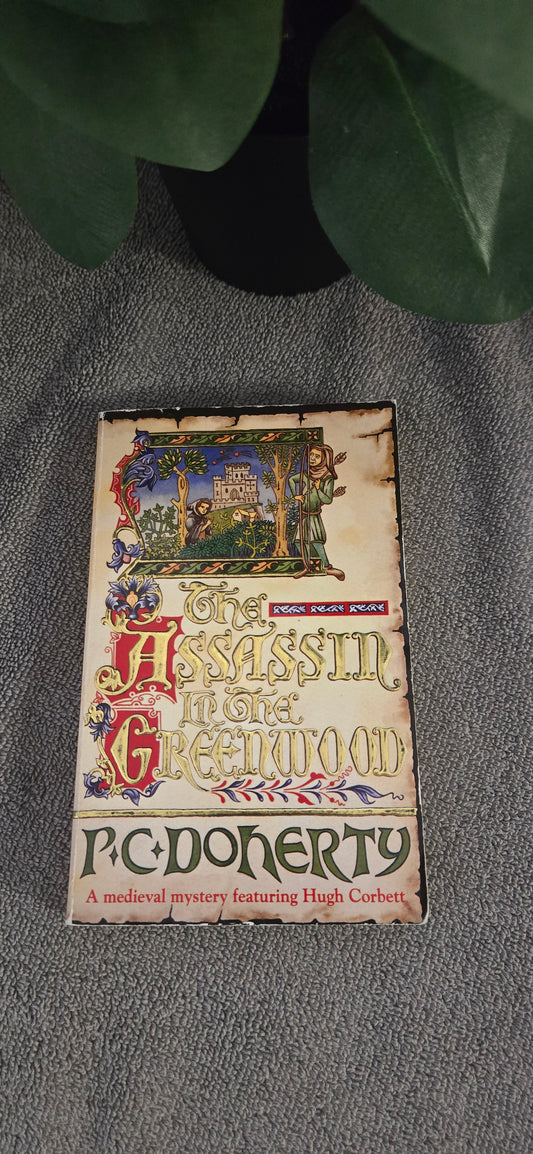 The
Assassin
In the
Greenwood
P·C·DOHERTY
A medieval mystery featuring Hugh Corbett